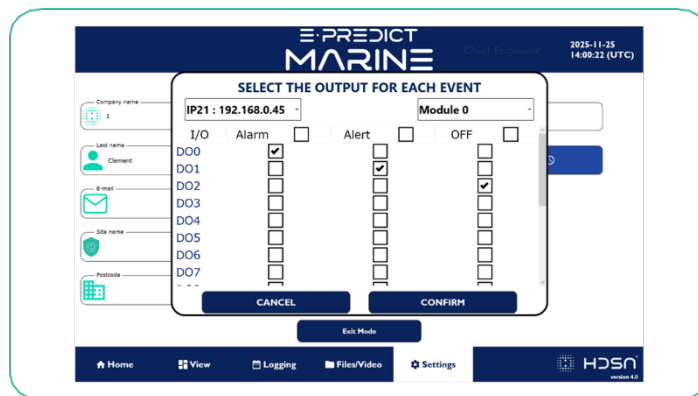 E·PREDICT
MARINE
Chief Engineer
2025-11-25
14:00:22 (UTC)
SELECT THE OUTPUT FOR EACH EVENT
IP21 : 192.168.0.45
Module 0
I/O Alarm Alert OFF
DO0
DO1
DO2
DO3
DO4
DO5
DO6
DO7
Company name
1
Last name
Clement
E-mail
Site name
Postcode
CANCEL
CONFIRM
Exit Mode
Home
View
Logging
Files/Video
Settings
HDSN
version 4.0